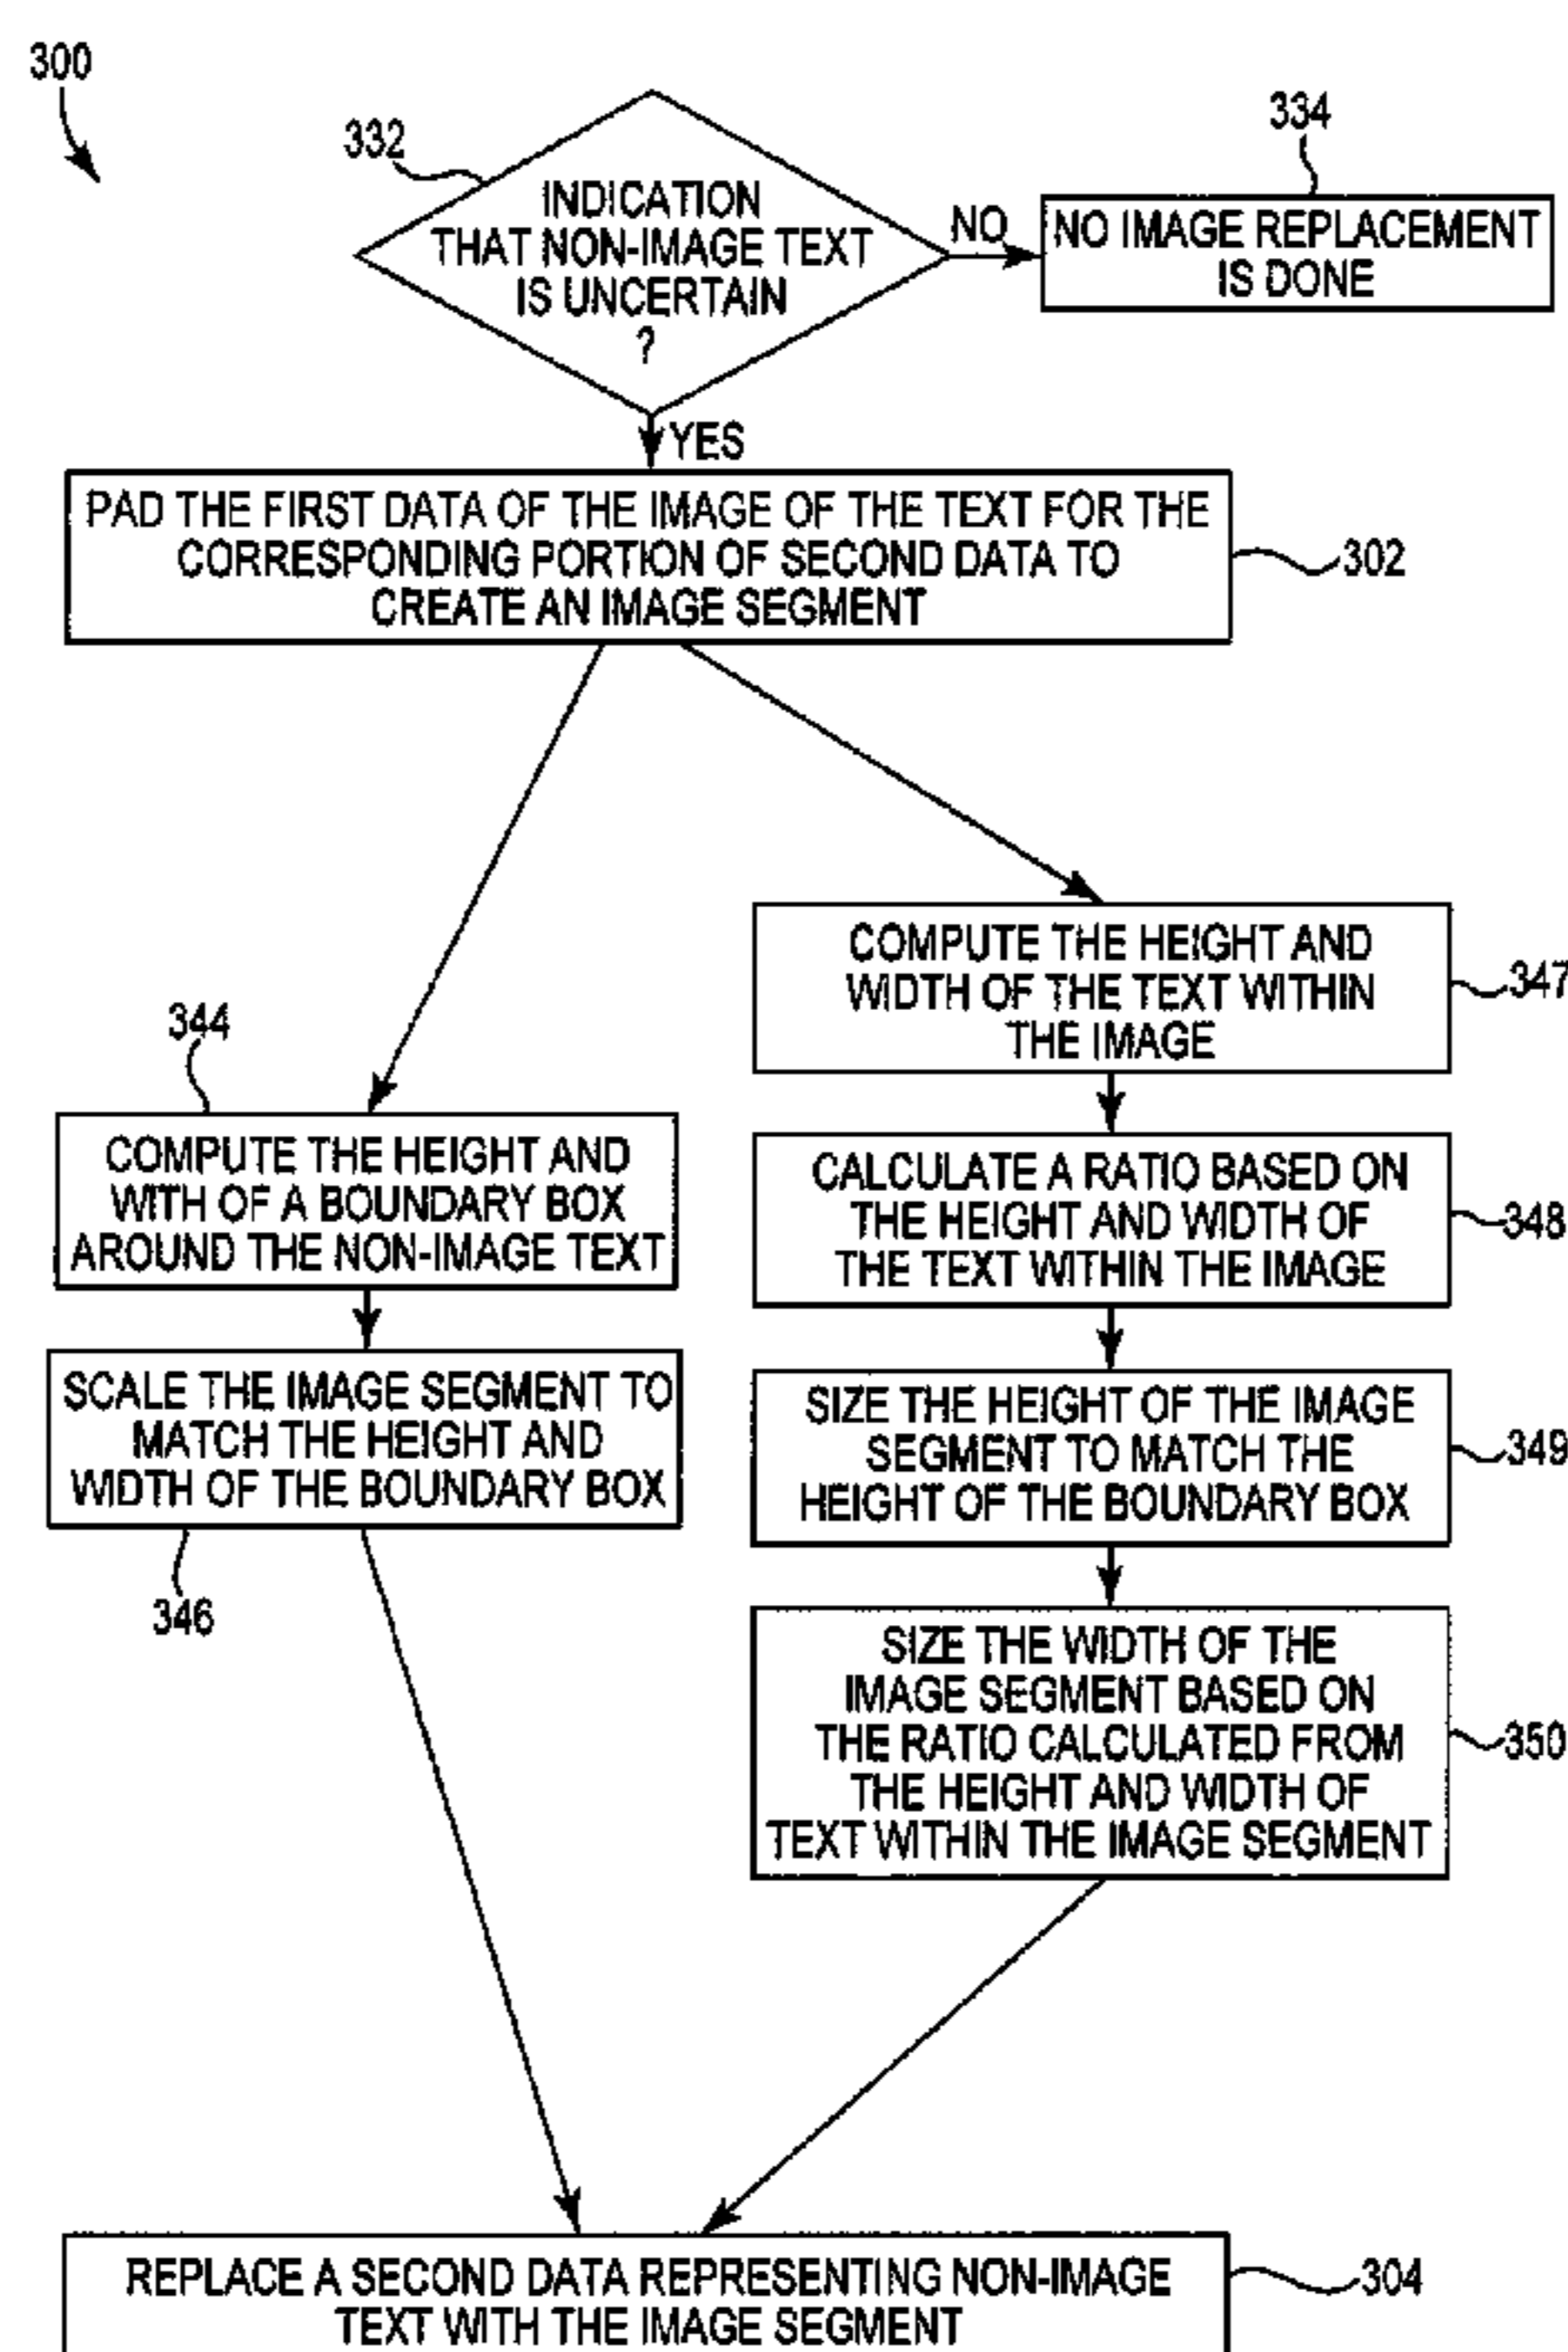 300
332
334
INDICATION
THAT NON-IMAGE TEXT
IS UNCERTAIN
?
NO
NO IMAGE REPLACEMENT
IS DONE
YES
PAD THE FIRST DATA OF THE IMAGE OF THE TEXT FOR THE
CORRESPONDING PORTION OF SECOND DATA TO
CREATE AN IMAGE SEGMENT
302
344
COMPUTE THE HEIGHT AND
WITH OF A BOUNDARY BOX
AROUND THE NON-IMAGE TEXT
SCALE THE IMAGE SEGMENT TO
MATCH THE HEIGHT AND
WIDTH OF THE BOUNDARY BOX
346
COMPUTE THE HEIGHT AND
WIDTH OF THE TEXT WITHIN
THE IMAGE
347
CALCULATE A RATIO BASED ON
THE HEIGHT AND WIDTH OF
THE TEXT WITHIN THE IMAGE
348
SIZE THE HEIGHT OF THE IMAGE
SEGMENT TO MATCH THE
HEIGHT OF THE BOUNDARY BOX
349
SIZE THE WIDTH OF THE
IMAGE SEGMENT BASED ON
THE RATIO CALCULATED FROM
THE HEIGHT AND WIDTH OF
TEXT WITHIN THE IMAGE SEGMENT
350
REPLACE A SECOND DATA REPRESENTING NON-IMAGE
TEXT WITH THE IMAGE SEGMENT
304